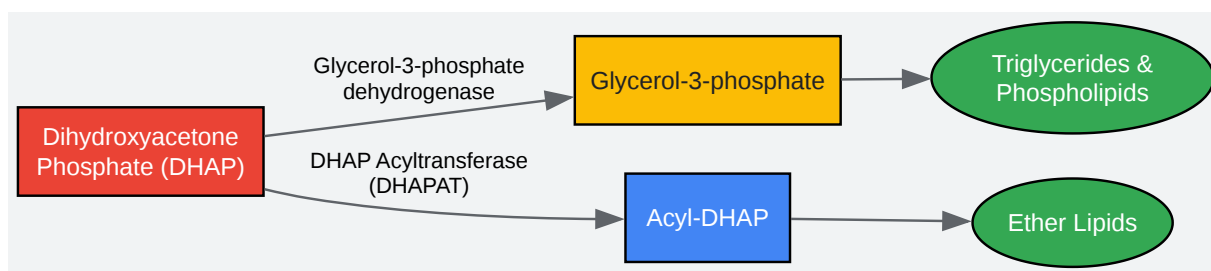 Dihydroxyacetone
Phosphate (DHAP)
Glycerol-3-phosphate
dehydrogenase
Glycerol-3-phosphate
Triglycerides &
Phospholipids
DHAP Acyltransferase
(DHAPAT)
Acyl-DHAP
Ether Lipids